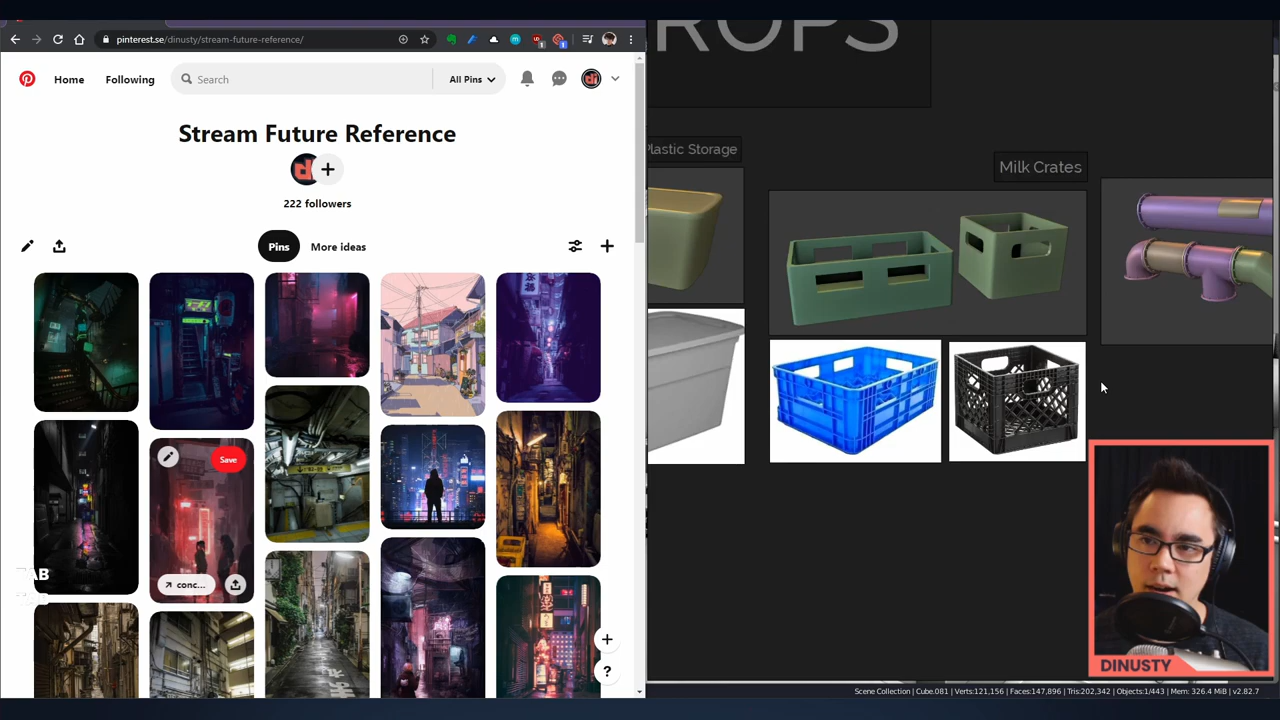 ROPS
pinterest.se/dinusty/stream-future-reference/
Home
Following
Search
All Pins
Stream Future Reference
222 followers
Pins
More ideas
Save
conc...
TAB
Plastic Storage
Milk Crates
DINUSTY
Scene Collection | Cube.081 | Verts:121,156 | Faces:147,896 | Tris:202,342 | Objects:1/443 | Mem: 326.4 MiB | v2.82.7